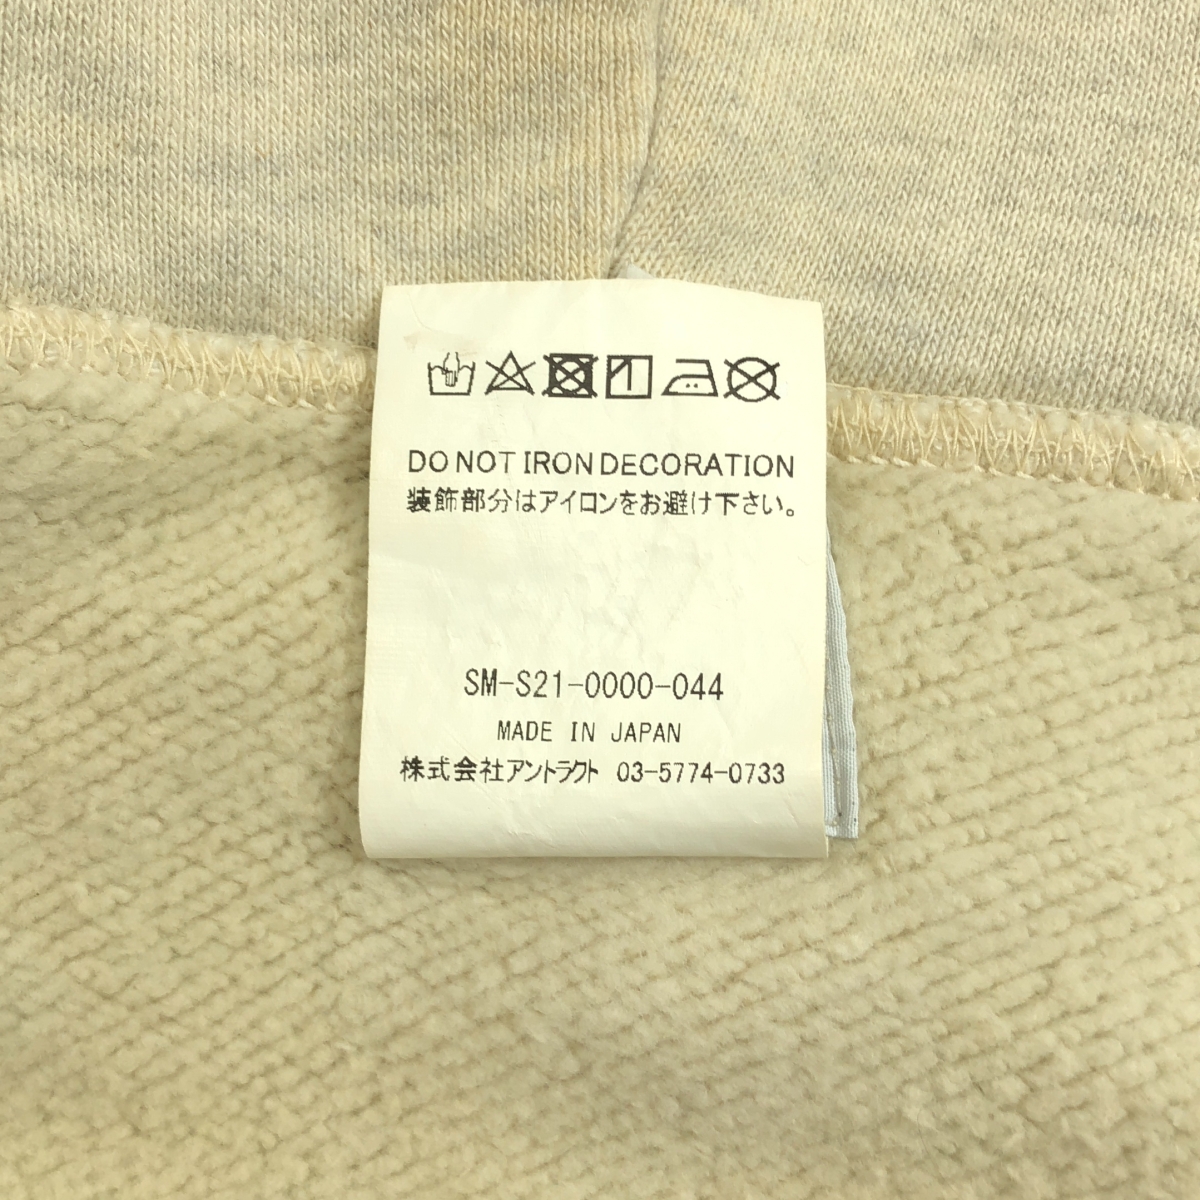 DO NOT IRON DECORATION
装飾部分はアイロンをお避け下さい。
SM-S21-0000-044
MADE IN JAPAN
株式会社アントラクト 03-5774-0733